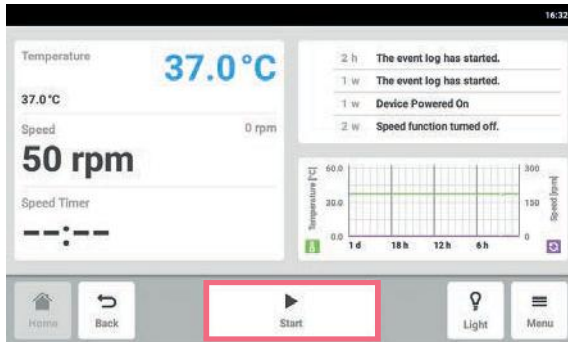 16:32
Temperature
37.0°C
37.0°C
Speed
0 rpm
50 rpm
Speed Timer
--:--
2 h The event log has started.
1 w The event log has started.
1 w Device Powered On
2 w Speed function turned off.
Temperature [°C]
60.0
30.0
0.0
1 d 18 h 12 h 6 h
300
150
0
Speed [rpm]
Home
Back
Start
Light
Menu